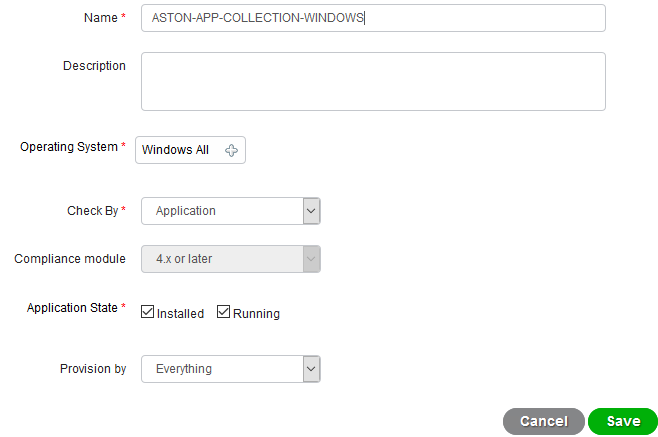 Name * ASTON-APP-COLLECTION-WINDOWS
Description
Operating System * Windows All
Check By * Application
Compliance module 4.x or later
Application State * Installed Running
Provision by Everything
Cancel Save